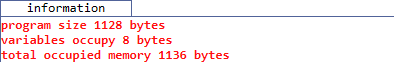 information
program size 1128 bytes
variables occupy 8 bytes
total occupied memory 1136 bytes